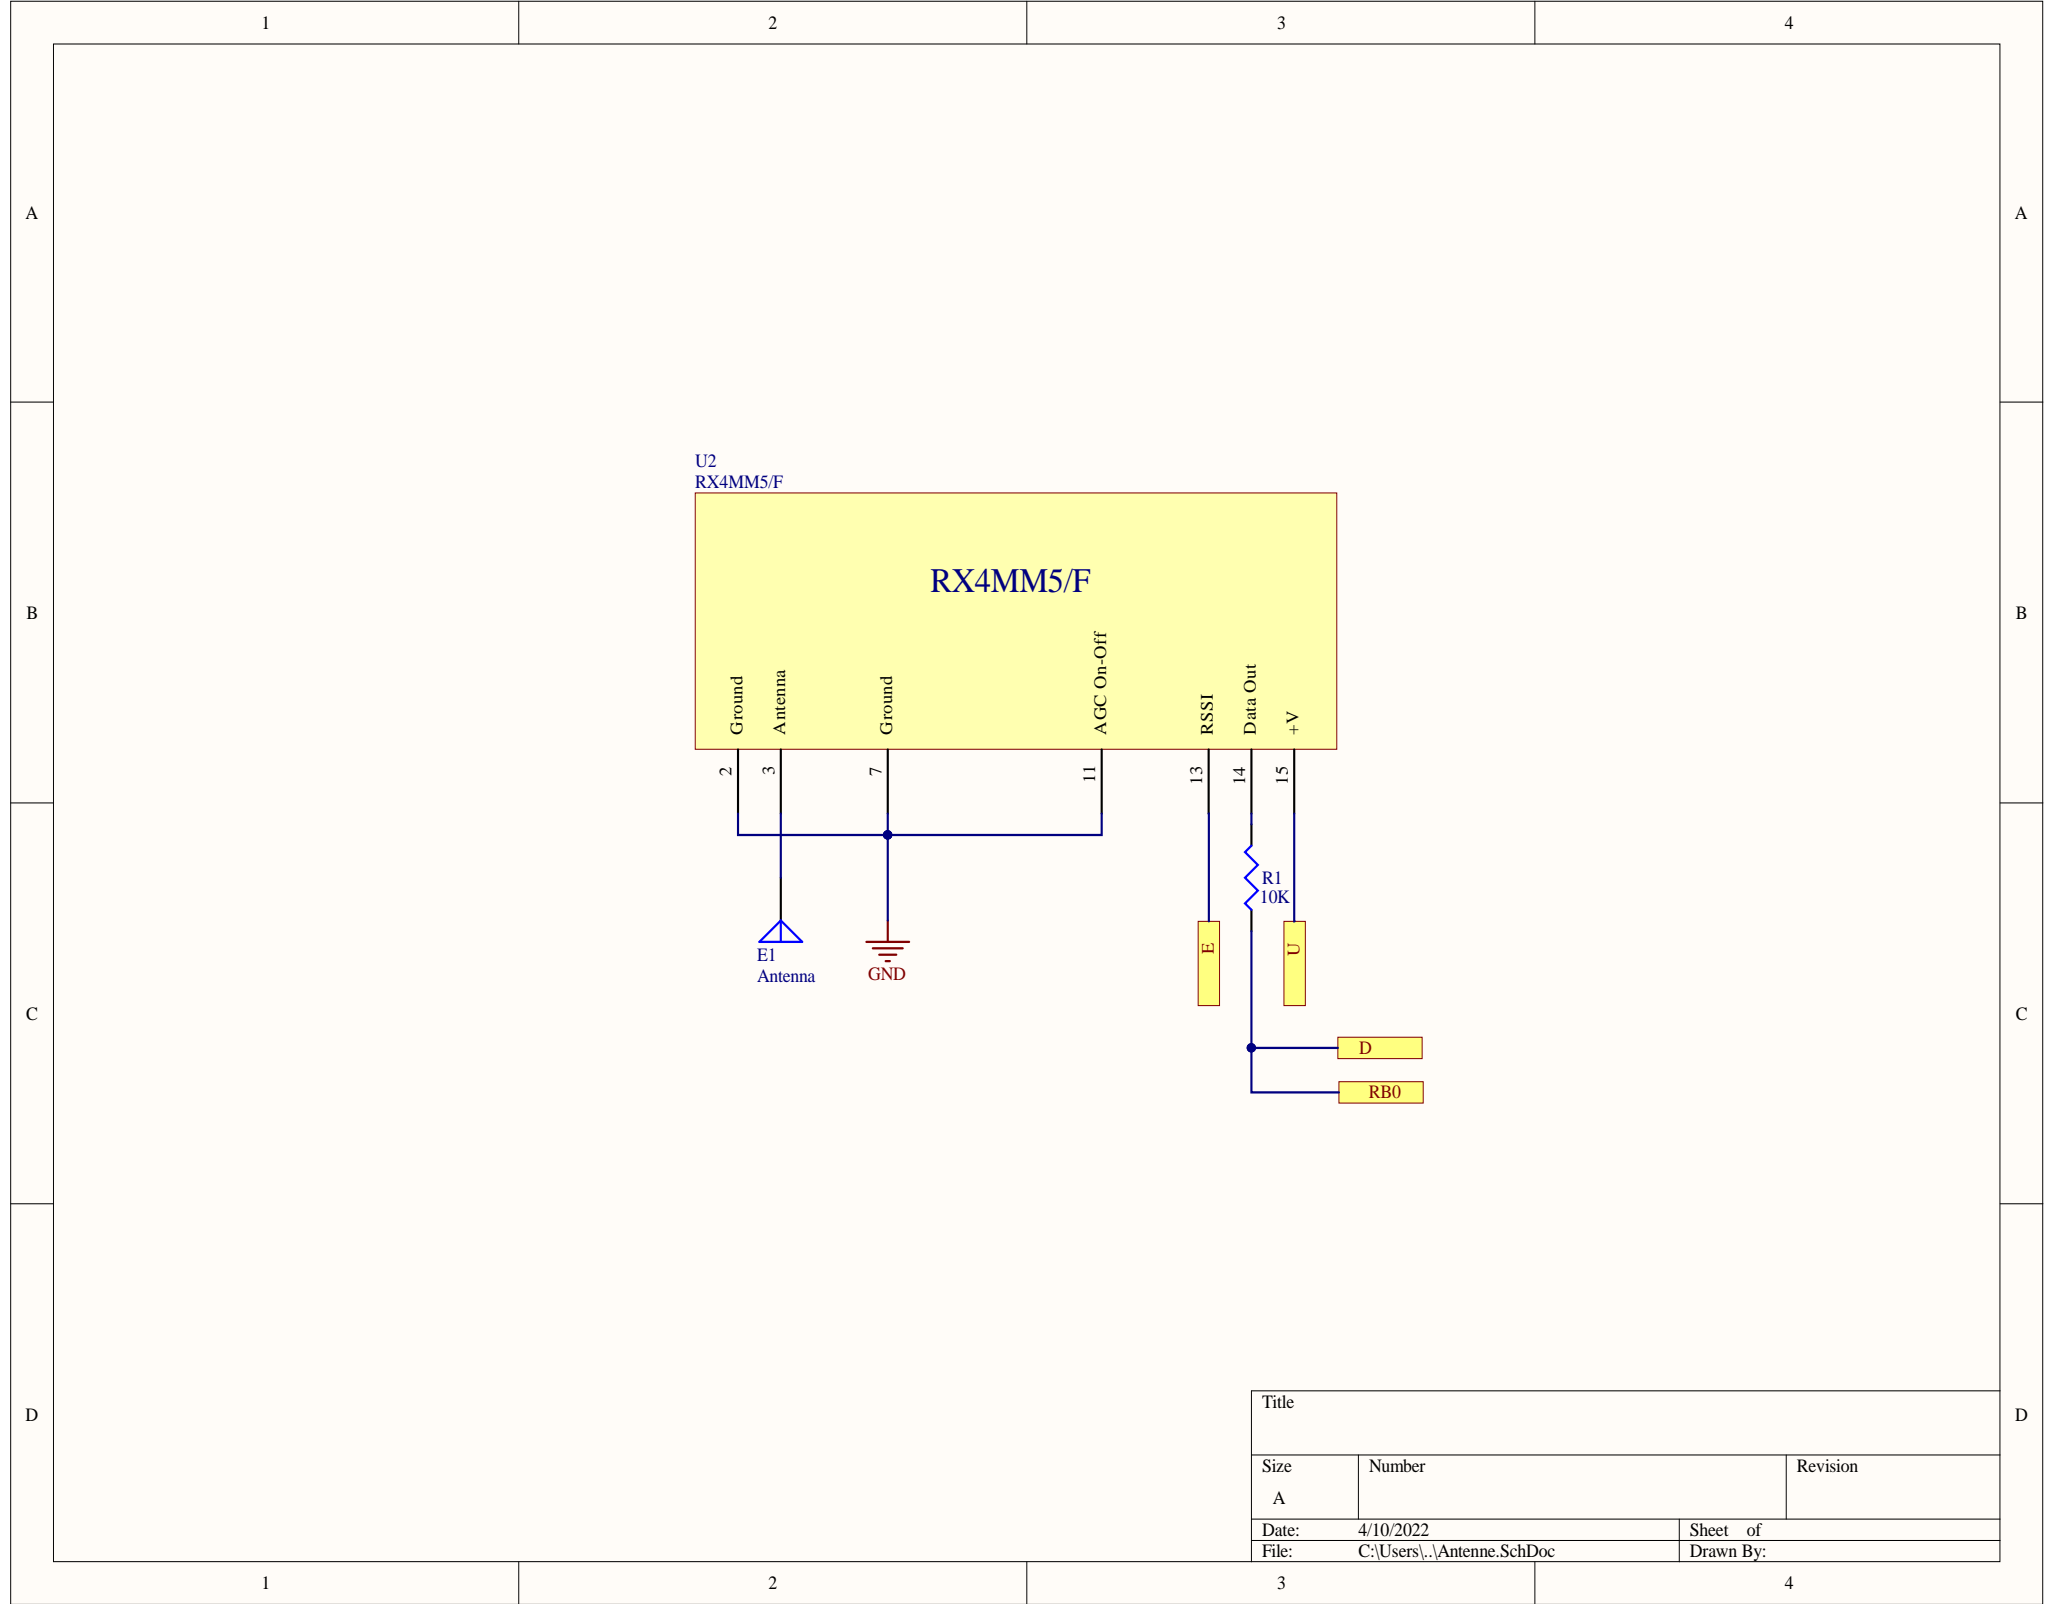 1 2 3 4
A A
U2
RX4MM5/F
RX4MM5/F
B B
Ground
Antenna
Ground
AGC On-Off
RSSI
Data Out
+V
2
3
7
11
13
14
15
R1
10K
E1
Antenna
GND
E
U
C C
D
RB0
D D
Title
Size Number Revision
A
Date: 4/10/2022 Sheet of
File: C:\Users\..\Antenne.SchDoc Drawn By:
1 2 3 4